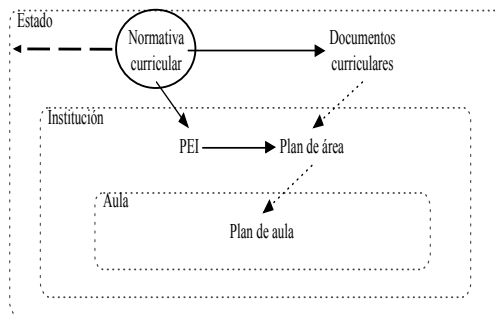 Estado
Normativa
curricular
Documentos
curriculares
Institución
PEI
Plan de área
Aula
Plan de aula